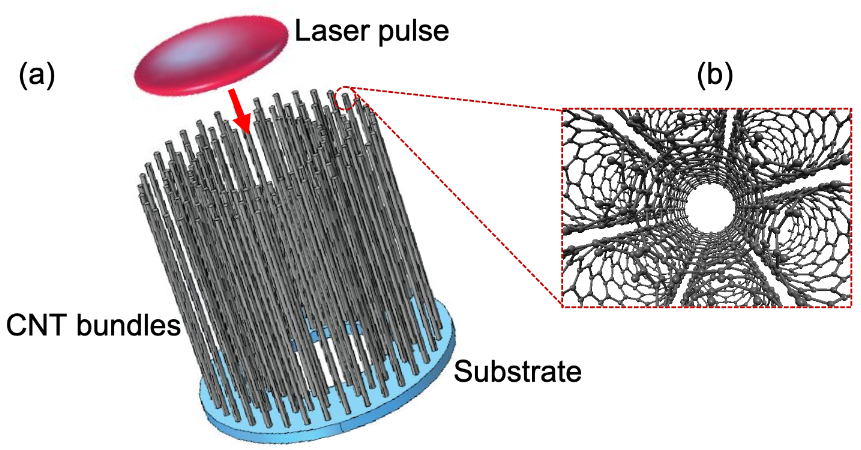 Laser pulse
(a)
(b)
CNT bundles
Substrate